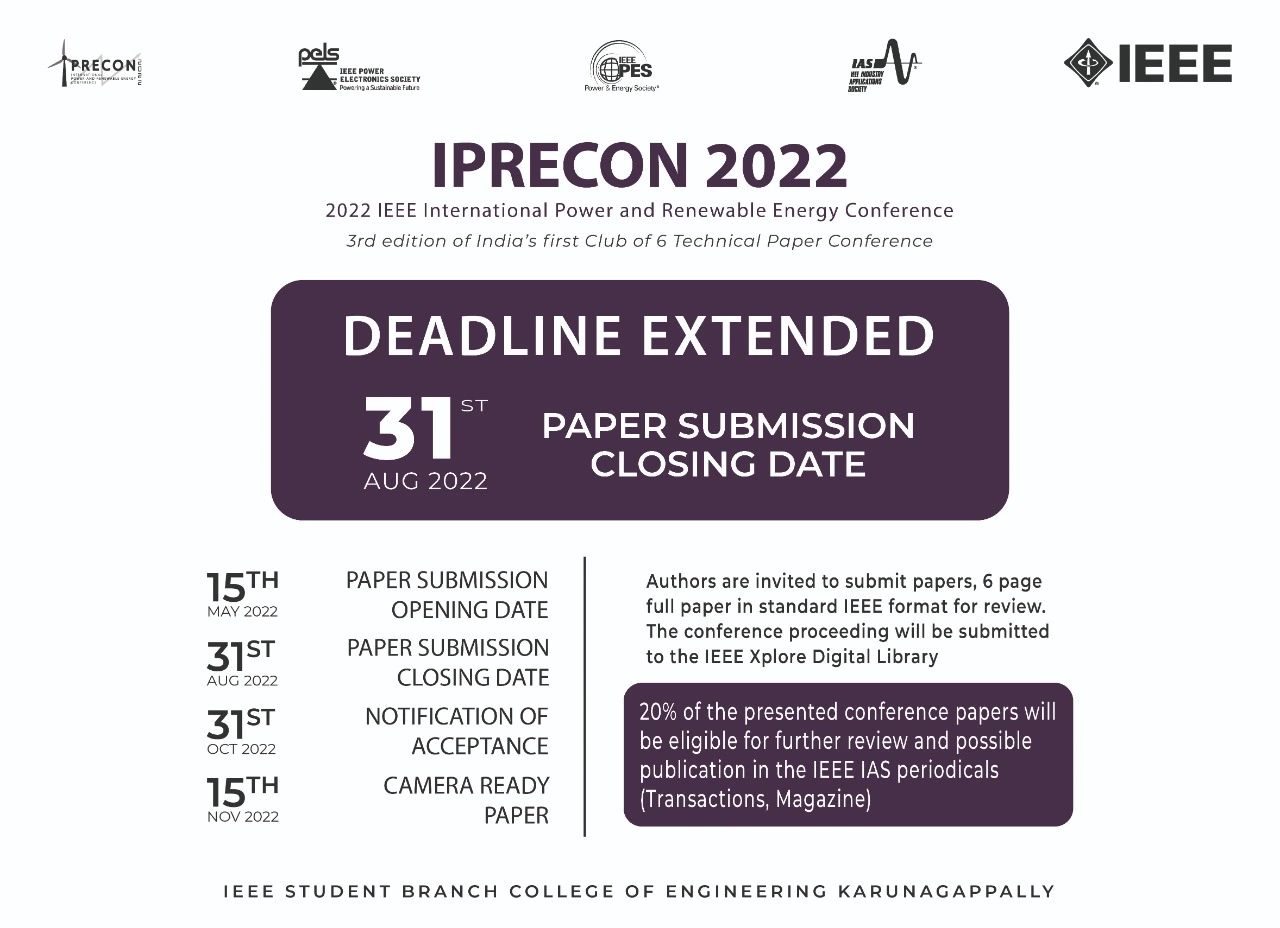 PRECON
pels
IEEE POWER
ELECTRONICS SOCIETY
Powering a Sustainable Future
IEEE
PES
Power & Energy Society®
IAS
IEEE INDUSTRY
APPLICATIONS
SOCIETY
IEEE
IPRECON 2022
2022 IEEE International Power and Renewable Energy Conference
3rd edition of India's first Club of 6 Technical Paper Conference
DEADLINE EXTENDED
31ST
AUG 2022
PAPER SUBMISSION
CLOSING DATE
15TH
MAY 2022
PAPER SUBMISSION
OPENING DATE
31ST
AUG 2022
PAPER SUBMISSION
CLOSING DATE
31ST
OCT 2022
NOTIFICATION OF
ACCEPTANCE
15TH
NOV 2022
CAMERA READY
PAPER
Authors are invited to submit papers, 6 page
full paper in standard IEEE format for review.
The conference proceeding will be submitted
to the IEEE Xplore Digital Library
20% of the presented conference papers will
be eligible for further review and possible
publication in the IEEE IAS periodicals
(Transactions, Magazine)
IEEE STUDENT BRANCH COLLEGE OF ENGINEERING KARUNAGAPPALLY